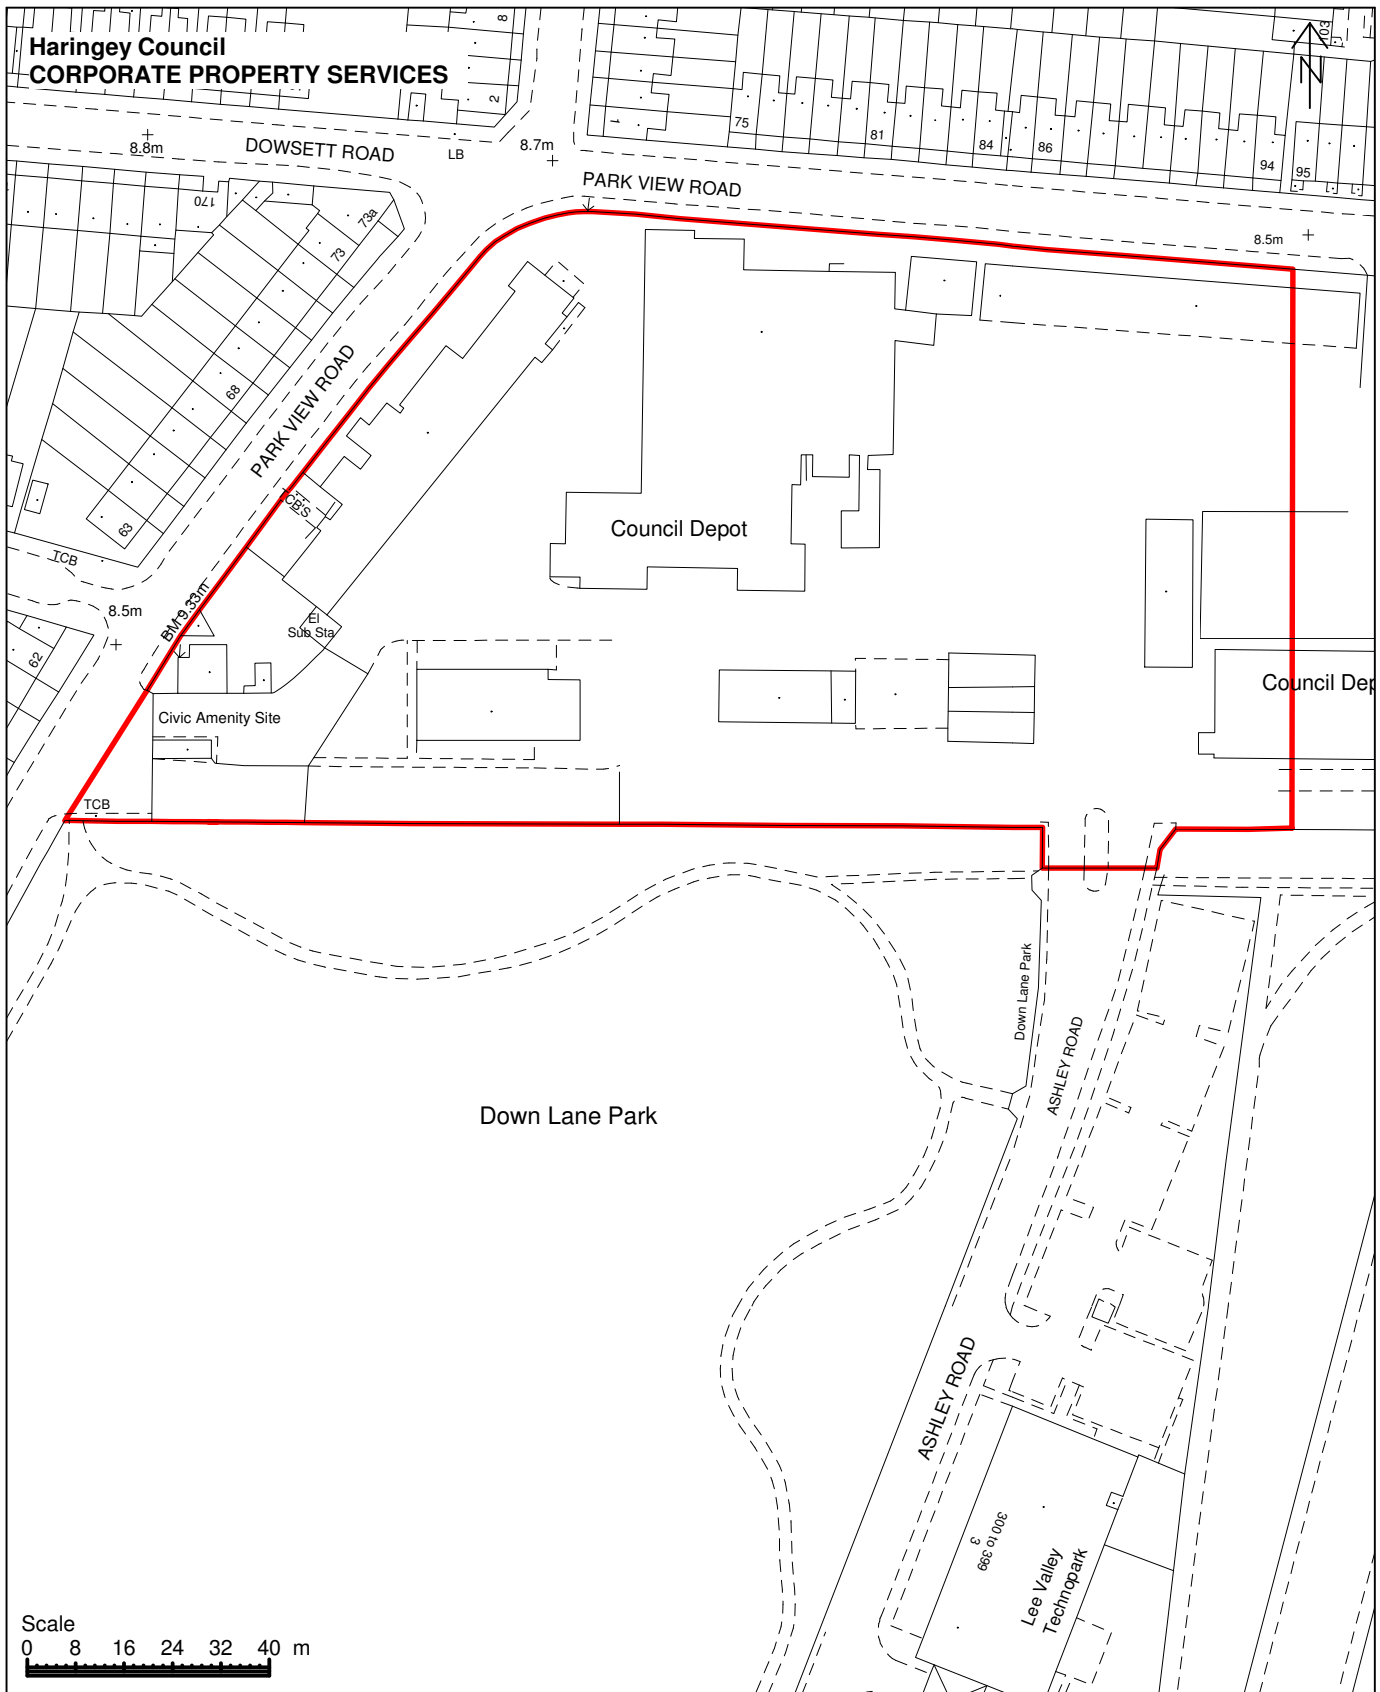 Haringey Council
CORPORATE PROPERTY SERVICES
8
2
1
103
N
75
81
84
86
94
95
8.8m
DOWSETT ROAD
LB
8.7m
PARK VIEW ROAD
8.5m
170
73a
73
68
63
PARK VIEW ROAD
TCB'S
TCB
8.5m
BM 9.33m
62
El
Sub Sta
Council Depot
Civic Amenity Site
Council Dep
TCB
Down Lane Park
ASHLEY ROAD
Down Lane Park
ASHLEY ROAD
300 to 399
3
Lee Valley
Technopark
Scale
0 8 16 24 32 40 m